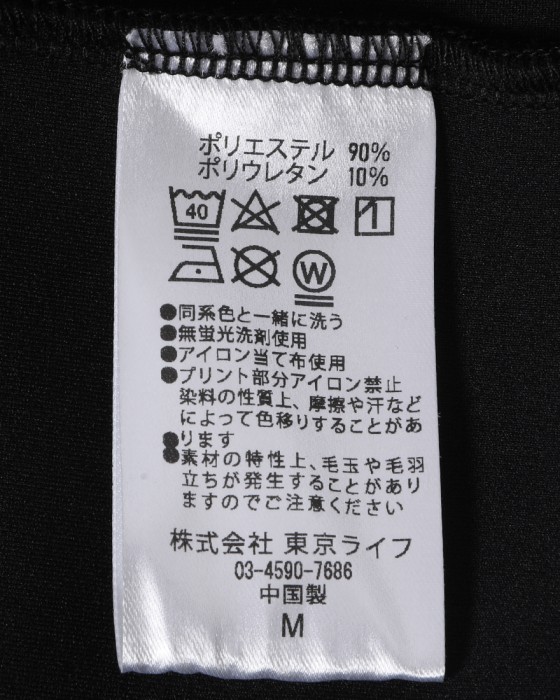 ポリエステル 90%
ポリウレタン 10%
40
W
●同系色と一緒に洗う
●無蛍光洗剤使用
●アイロン当て布使用
●プリント部分アイロン禁止
染料の性質上、摩擦や汗など
によって色移りすることがあ
●ります
●素材の特性上、毛玉や毛羽
立ちが発生することがあり
ますのでご注意ください
株式会社 東京ライフ
03-4590-7686
中国製
M